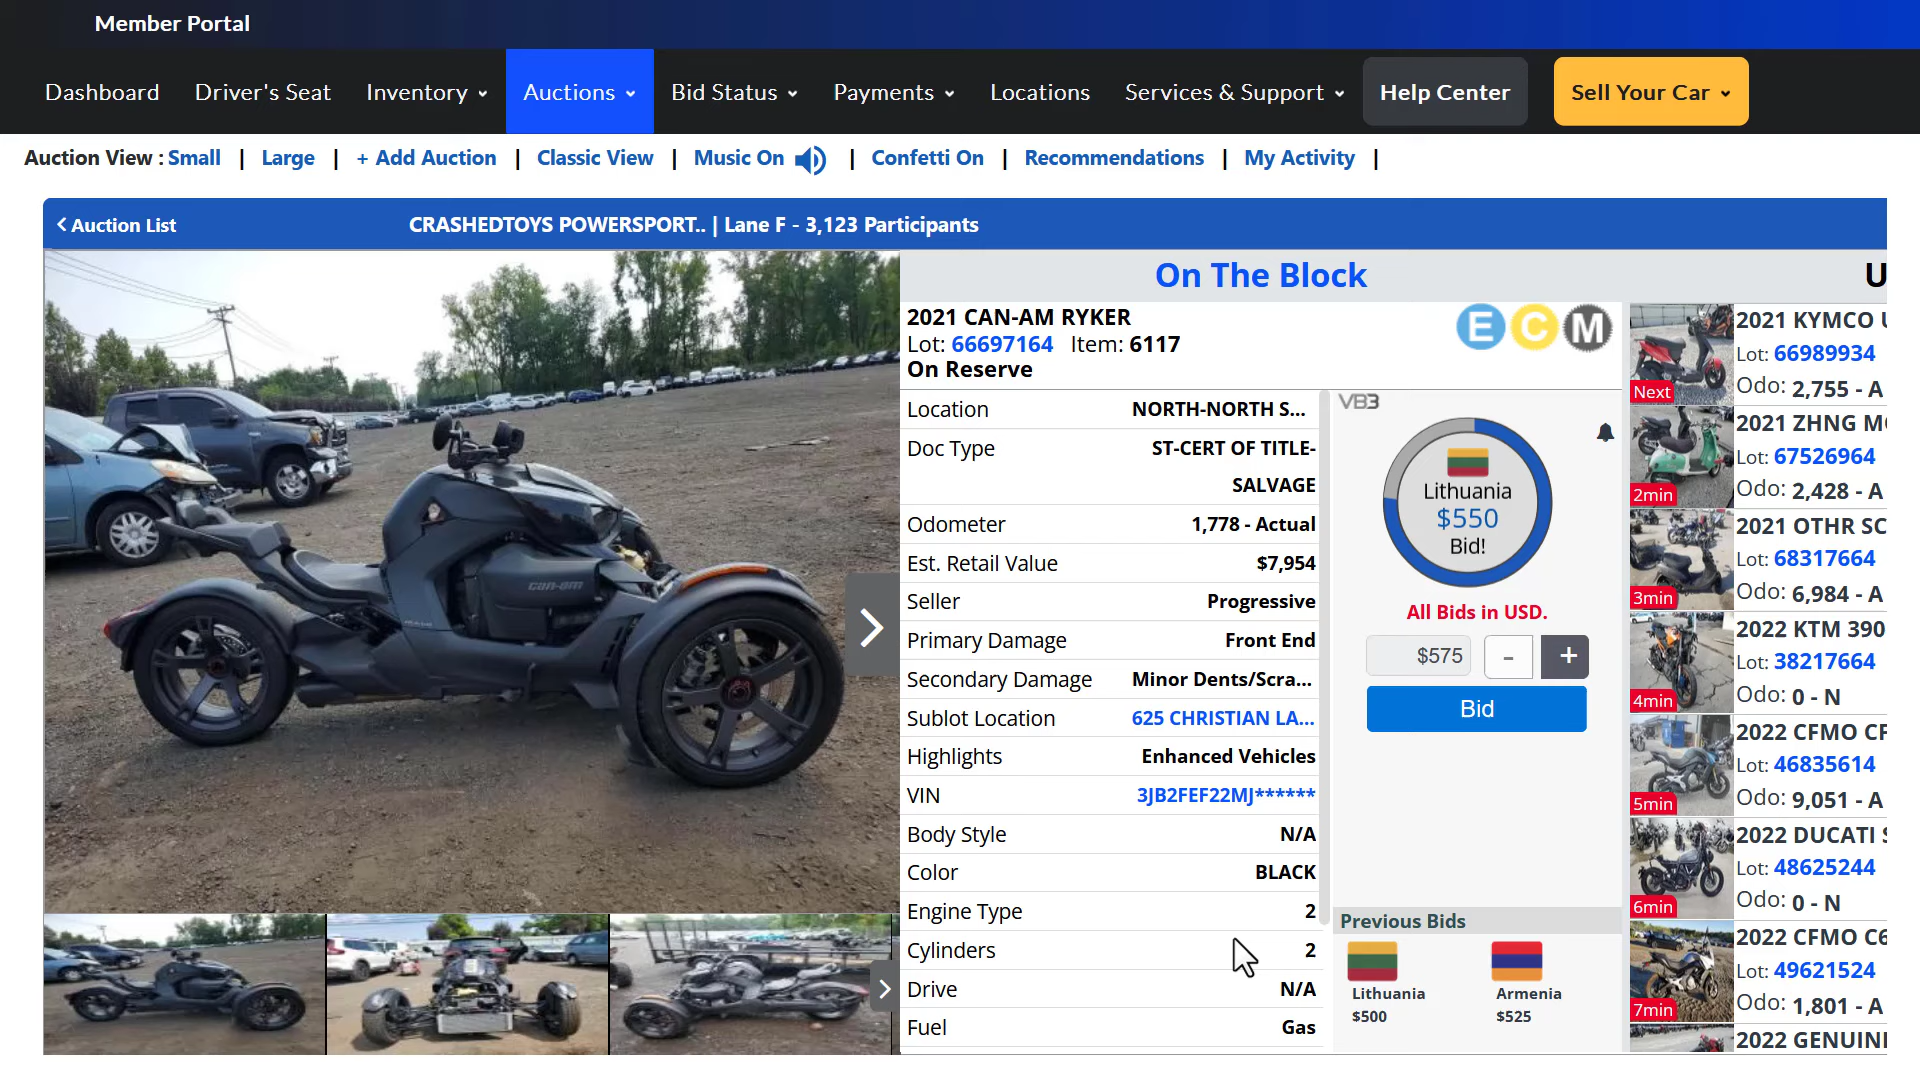 Member Portal
Dashboard Driver's Seat Inventory Auctions Bid Status Payments Locations Services & Support Help Center Sell Your Car
Auction View : Small | Large | + Add Auction | Classic View | Music On | Confetti On | Recommendations | My Activity |
Auction List
CRASHEDTOYS POWERSPORT.. | Lane F - 3,123 Participants
can-am
On The Block
2021 CAN-AM RYKER
Lot: 66697164 Item: 6117
On Reserve
E C M
Location NORTH-NORTH S...
Doc Type ST-CERT OF TITLE-
SALVAGE
Odometer 1,778 - Actual
Est. Retail Value $7,954
Seller Progressive
Primary Damage Front End
Secondary Damage Minor Dents/Scra...
Sublot Location 625 CHRISTIAN LA...
Highlights Enhanced Vehicles
VIN 3JB2FEF22MJ******
Body Style N/A
Color BLACK
Engine Type 2
Cylinders 2
Drive N/A
Fuel Gas
VB3
Lithuania
$550
Bid!
All Bids in USD.
$575 - +
Bid
Previous Bids
Lithuania
$500
Armenia
$525
U
2021 KYMCO U
Lot: 66989934
Odo: 2,755 - A
Next
2021 ZHNG M
Lot: 67526964
Odo: 2,428 - A
2min
2021 OTHR SC
Lot: 68317664
Odo: 6,984 - A
3min
2022 KTM 390
Lot: 38217664
Odo: 0 - N
4min
2022 CFMO CF
Lot: 46835614
Odo: 9,051 - A
5min
2022 DUCATI S
Lot: 48625244
Odo: 0 - N
6min
2022 CFMO C6
Lot: 49621524
Odo: 1,801 - A
7min
2022 GENUIN